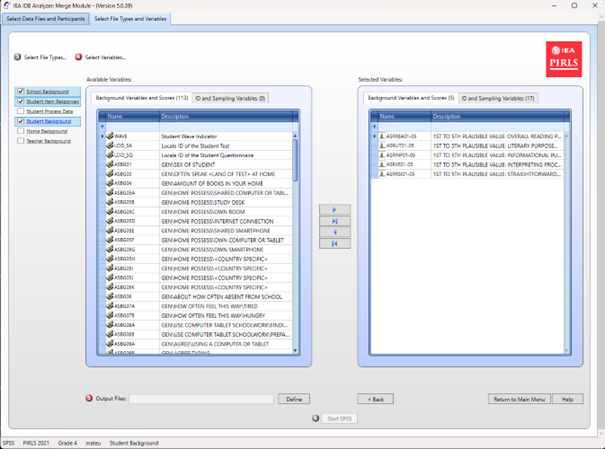 IEA IDB Analyzer Merge Module - (Version 5.0.39)
Select Data Files and Participants
Select File Types and Variables
Select File Types...
Select Variables...
IEA
PIRLS
School Background
Student Item Responses
Student Process Data
Student Background
Home Background
Teacher Background
Available Variables:
Background Variables and Scores (113)
ID and Sampling Variables (0)
Name Description
WAVE Student Wave Indicator
LCID_SA Locale ID of the Student Test
LCID_SQ Locale ID of the Student Questionnaire
ASBG01 GEN\SEX OF STUDENT
ASBG03 GEN\OFTEN SPEAK <LANG OF TEST> AT HOME
ASBG04 GEN\AMOUNT OF BOOKS IN YOUR HOME
ASBG05A GEN\HOME POSSESS\SHARED COMPUTER OR TABL...
ASBG05B GEN\HOME POSSESS\STUDY DESK
ASBG05C GEN\HOME POSSESS\OWN ROOM
ASBG05D GEN\HOME POSSESS\INTERNET CONNECTION
ASBG05E GEN\HOME POSSESS\SHARED SMARTPHONE
ASBG05F GEN\HOME POSSESS\OWN COMPUTER OR TABLET
ASBG05G GEN\HOME POSSESS\OWN SMARTPHONE
ASBG05H GEN\HOME POSSESS\<COUNTRY SPECIFIC>
ASBG05I GEN\HOME POSSESS\<COUNTRY SPECIFIC>
ASBG05J GEN\HOME POSSESS\<COUNTRY SPECIFIC>
ASBG05K GEN\HOME POSSESS\<COUNTRY SPECIFIC>
ASBG06 GEN\ABOUT HOW OFTEN ABSENT FROM SCHOOL
ASBG07A GEN\HOW OFTEN FEEL THIS WAY\TIRED
ASBG07B GEN\HOW OFTEN FEEL THIS WAY\HUNGRY
ASBG08A GEN\USE COMPUTER TABLET SCHOOLWORK\FINDI...
ASBG08B GEN\USE COMPUTER TABLET SCHOOLWORK\PREPA...
ASBG09A GEN\AGREE\USING A COMPUTER OR TABLET
ASBG09B GEN\AGREE\TYPING
Selected Variables:
Background Variables and Scores (5)
ID and Sampling Variables (17)
Name Description
ASRREA01-05 1ST TO 5TH PLAUSIBLE VALUE: OVERALL READING P...
ASRLIT01-05 1ST TO 5TH PLAUSIBLE VALUE: LITERARY PURPOSE...
ASRINF01-05 1ST TO 5TH PLAUSIBLE VALUE: INFORMATIONAL PU...
ASRIIE01-05 1ST TO 5TH PLAUSIBLE VALUE: INTERPRETING PROC...
ASRRSI01-05 1ST TO 5TH PLAUSIBLE VALUE: STRAIGHTFORWARD...
Output Files:
Define
< Back
Return to Main Menu
Help
Start SPSS
SPSS PIRLS 2021 Grade 4 mateu Student Background